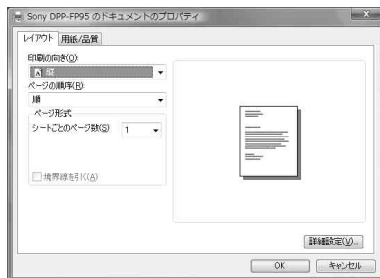 Sony DPP-FP95 のドキュメントのプロパティ
レイアウト 用紙/品質
印刷の向き(O):
縦
ページの順序(R):
順
ページ形式
シートごとのページ数(S) 1
境界線を引く(A)
詳細設定(V)...
OK キャンセル